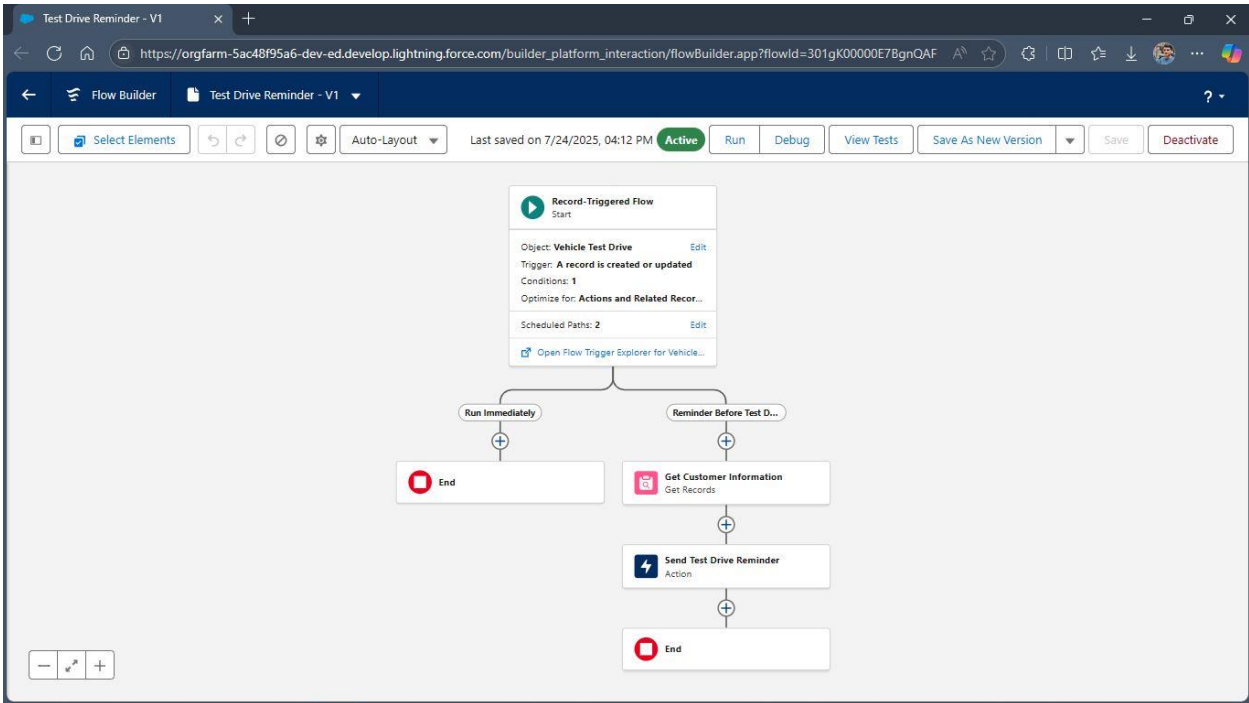 Test Drive Reminder - V1
https://orgfarm-5ac48f95a6-dev-ed.develop.lightning.force.com/builder_platform_interaction/flowBuilder.app?flowId=301gK00000E7BgnQAF
Flow Builder Test Drive Reminder - V1 ?
Select Elements Auto-Layout Last saved on 7/24/2025, 04:12 PM Active Run Debug View Tests Save As New Version Save Deactivate
Record-Triggered Flow
Start
Object: Vehicle Test Drive Edit
Trigger: A record is created or updated
Conditions: 1
Optimize for: Actions and Related Recor...
Scheduled Paths: 2 Edit
Open Flow Trigger Explorer for Vehicle...
Run Immediately Reminder Before Test D...
End
Get Customer Information
Get Records
Send Test Drive Reminder
Action
End